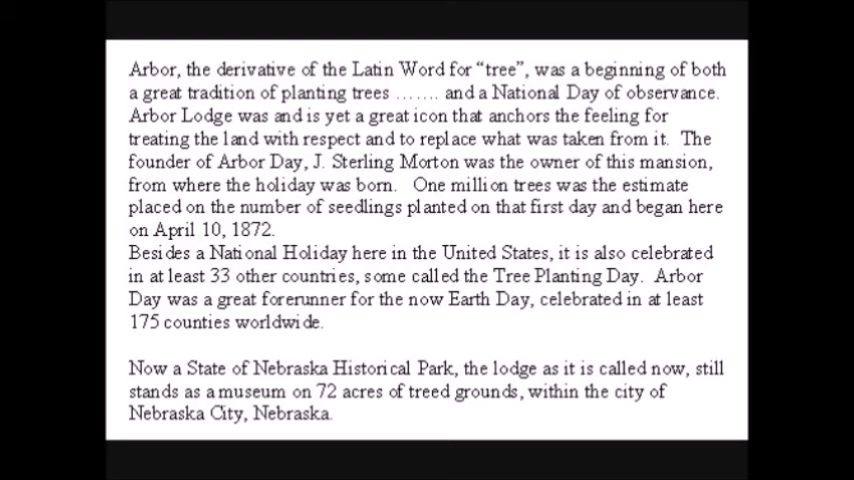 Arbor, the derivative of the Latin Word for “tree”, was a beginning of both
a great tradition of planting trees ……. and a National Day of observance.
Arbor Lodge was and is yet a great icon that anchors the feeling for
treating the land with respect and to replace what was taken from it.  The
founder of Arbor Day, J. Sterling Morton was the owner of this mansion,
from where the holiday was born.   One million trees was the estimate
placed on the number of seedlings planted on that first day and began here
on April 10, 1872.
Besides a National Holiday here in the United States, it is also celebrated
in at least 33 other countries, some called the Tree Planting Day.  Arbor
Day was a great forerunner for the now Earth Day, celebrated in at least
175 counties worldwide.
Now a State of Nebraska Historical Park, the lodge as it is called now, still
stands as a museum on 72 acres of treed grounds, within the city of
Nebraska City, Nebraska.